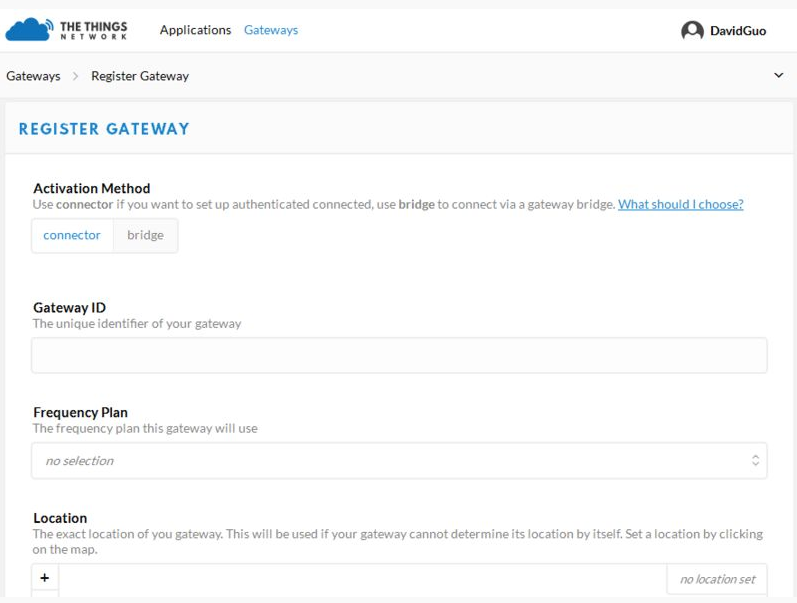 THE THINGS
NETWORK
Applications Gateways
DavidGuo
Gateways > Register Gateway
REGISTER GATEWAY
Activation Method
Use connector if you want to set up authenticated connected, use bridge to connect via a gateway bridge. What should I choose?
connector bridge
Gateway ID
The unique identifier of your gateway
Frequency Plan
The frequency plan this gateway will use
no selection
Location
The exact location of you gateway. This will be used if your gateway cannot determine its location by itself. Set a location by clicking
on the map.
+ no location set